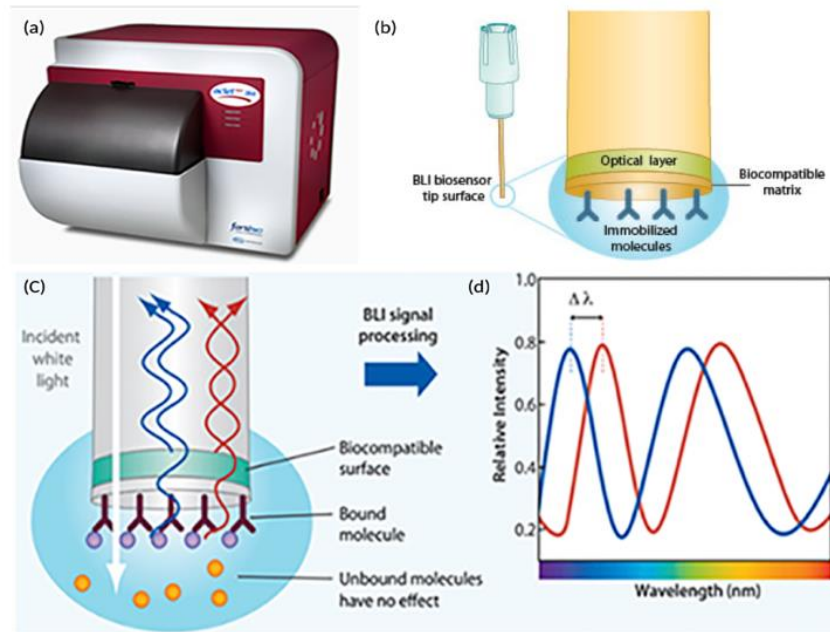 (a)
(b)
Optical layer
BLI biosensor
tip surface
Biocompatible
matrix
Immobilized
molecules
(C)
Incident
white
light
BLI signal
processing
Biocompatible
surface
Bound
molecule
Unbound molecules
have no effect
(d)
Δ λ
1.0
0.8
0.6
0.4
0.2
Relative Intensity
Wavelength (nm)